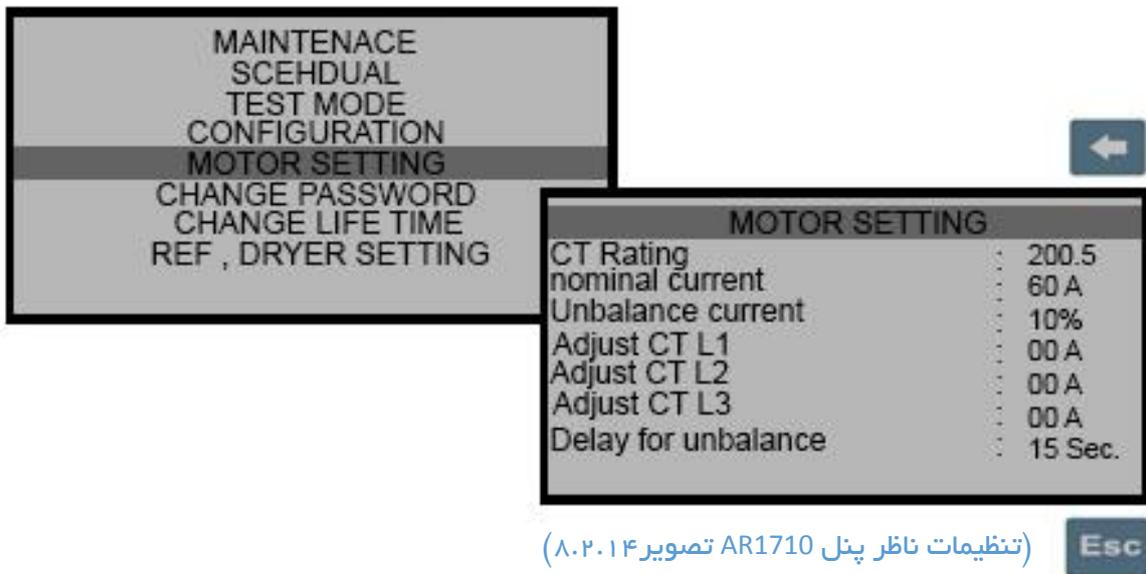 MAINTENACE
SCEHDUAL
TEST MODE
CONFIGURATION
MOTOR SETTING
CHANGE PASSWORD
CHANGE LIFE TIME
REF , DRYER SETTING
MOTOR SETTING
CT Rating : 200.5
nominal current : 60 A
Unbalance current : 10%
Adjust CT L1 : 00 A
Adjust CT L2 : 00 A
Adjust CT L3 : 00 A
Delay for unbalance : 15 Sec.
(تنظیمات ناظر پنل AR1710 تصویر۸.۲.۱۴)
Esc